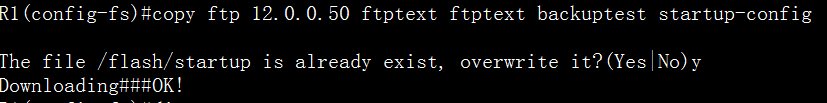 R1(config-fs)#copy ftp 12.0.0.50 ftptext ftptext backuptest startup-config
The file /flash/startup is already exist, overwrite it?(Yes|No)y
Downloading###OK!